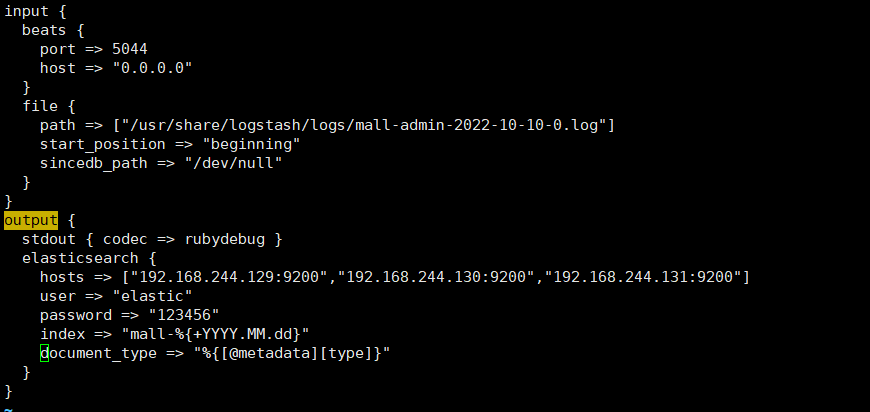 input {
  beats {
    port => 5044
    host => "0.0.0.0"
  }
  file {
    path => ["/usr/share/logstash/logs/mall-admin-2022-10-10-0.log"]
    start_position => "beginning"
    sincedb_path => "/dev/null"
  }
}
output {
  stdout { codec => rubydebug }
  elasticsearch {
    hosts => ["192.168.244.129:9200","192.168.244.130:9200","192.168.244.131:9200"]
    user => "elastic"
    password => "123456"
    index => "mall-%{+YYYY.MM.dd}"
    document_type => "%{[@metadata][type]}"
  }
}
~